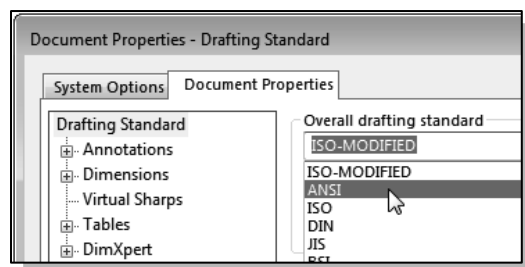 Document Properties - Drafting Standard
System Options
Document Properties
Drafting Standard
Annotations
Dimensions
Virtual Sharps
Tables
DimXpert
Overall drafting standard
ISO-MODIFIED
ISO-MODIFIED
ANSI
ISO
DIN
JIS
BSI